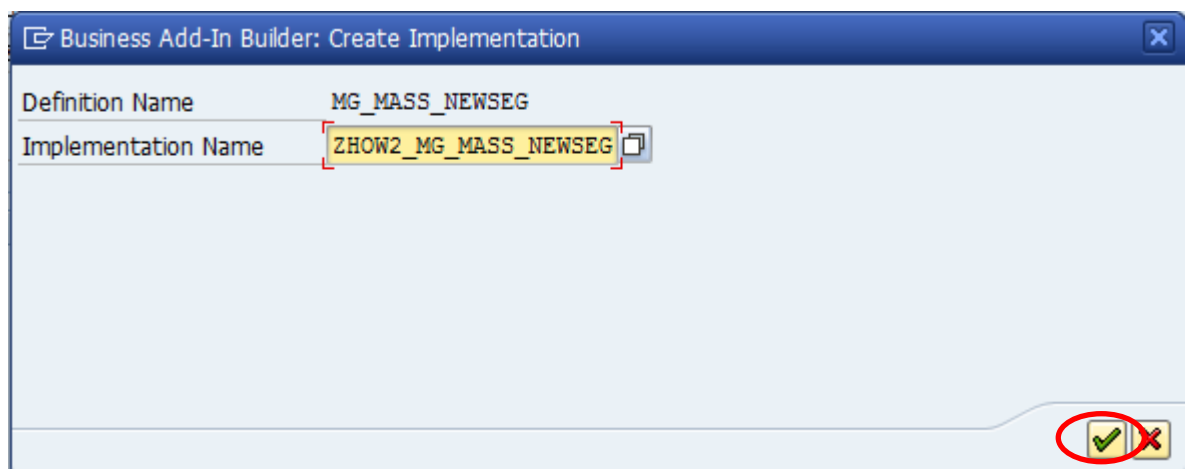 Business Add-In Builder: Create Implementation
Definition Name MG_MASS_NEWSEG
Implementation Name ZHOW2_MG_MASS_NEWSEG